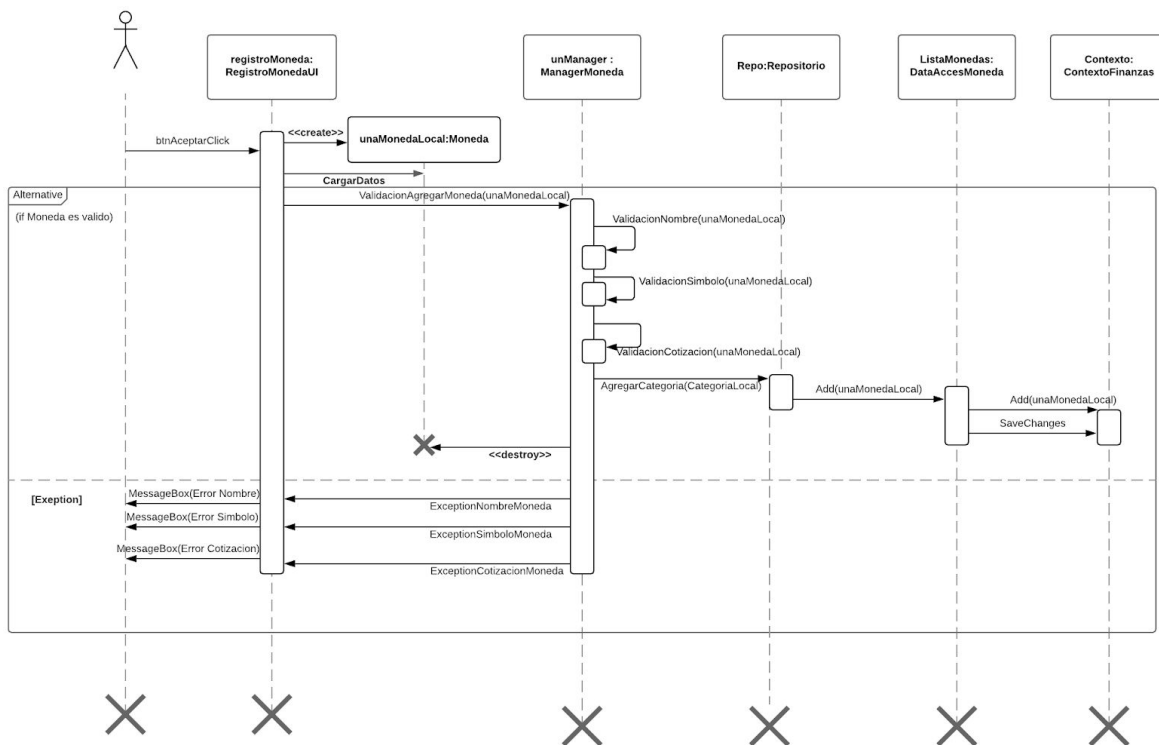 registroMoneda:
RegistroMonedaUI
unManager :
ManagerMoneda
Repo:Repositorio
ListaMonedas:
DataAccesMoneda
Contexto:
ContextoFinanzas
btnAceptarClick
<<create>>
unaMonedaLocal:Moneda
CargarDatos
Alternative
(if Moneda es valido)
ValidacionAgregarMoneda(unaMonedaLocal)
ValidacionNombre(unaMonedaLocal)
ValidacionSimbolo(unaMonedaLocal)
ValidacionCotizacion(unaMonedaLocal)
AgregarCategoria(CategoriaLocal)
Add(unaMonedaLocal)
Add(unaMonedaLocal)
SaveChanges
<<destroy>>
[Exeption]
MessageBox(Error Nombre)
ExceptionNombreMoneda
MessageBox(Error Simbolo)
ExceptionSimboloMoneda
MessageBox(Error Cotizacion)
ExceptionCotizacionMoneda